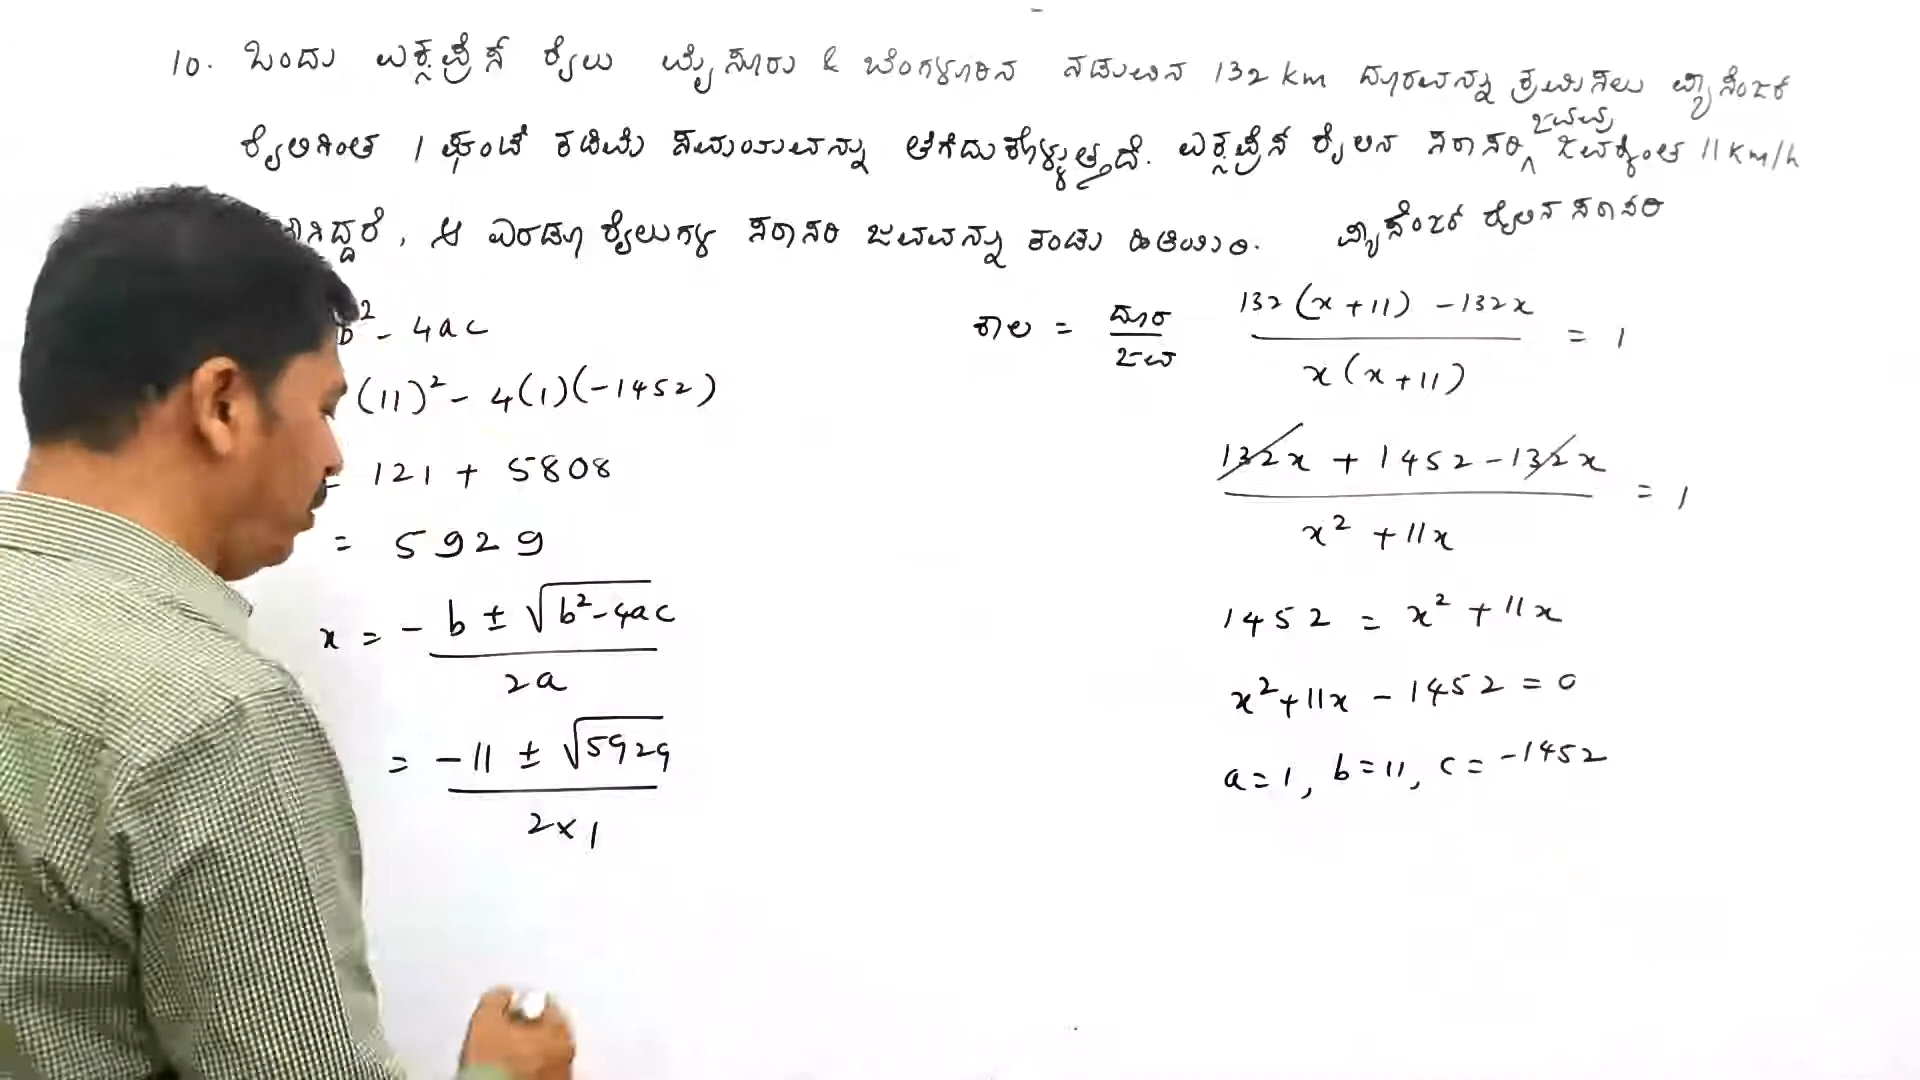 10. ಒಂದು ಎಕ್ಸ್‌ಪ್ರೆಸ್ ರೈಲು ಮೈಸೂರು & ಬೆಂಗಳೂರಿನ ನಡುವಿನ 132 km ದೂರವನ್ನು ಕ್ರಮಿಸಲು ಪ್ಯಾಸೆಂಜರ್
ರೈಲಿಗಿಂತ 1 ಘಂಟೆ ಕಡಿಮೆ ಸಮಯವನ್ನು ತೆಗೆದುಕೊಳ್ಳುತ್ತದೆ. ಎಕ್ಸ್‌ಪ್ರೆಸ್ ರೈಲಿನ ಸರಾಸರಿ ಜವವು ಜವಕ್ಕಿಂತ 11 km/h
ಆ ಎರಡೂ ರೈಲುಗಳ ಸರಾಸರಿ ಜವವನ್ನು ಕಂಡು ಹಿಡಿಯಿರಿ. ಪ್ಯಾಸೆಂಜರ್ ರೈಲಿನ ಸರಾಸರಿ
b² - 4ac
(11)² - 4(1)(-1452)
= 121 + 5808
= 5929
x = - b ± √b²-4ac
2a
= -11 ± √5929
2×1
ಕಾಲ = ದೂರ
ಜವ
132(x+11) - 132x = 1
x(x+11)
132x + 1452 - 132x = 1
x² + 11x
1452 = x² + 11x
x² + 11x - 1452 = 0
a=1, b=11, c= -1452